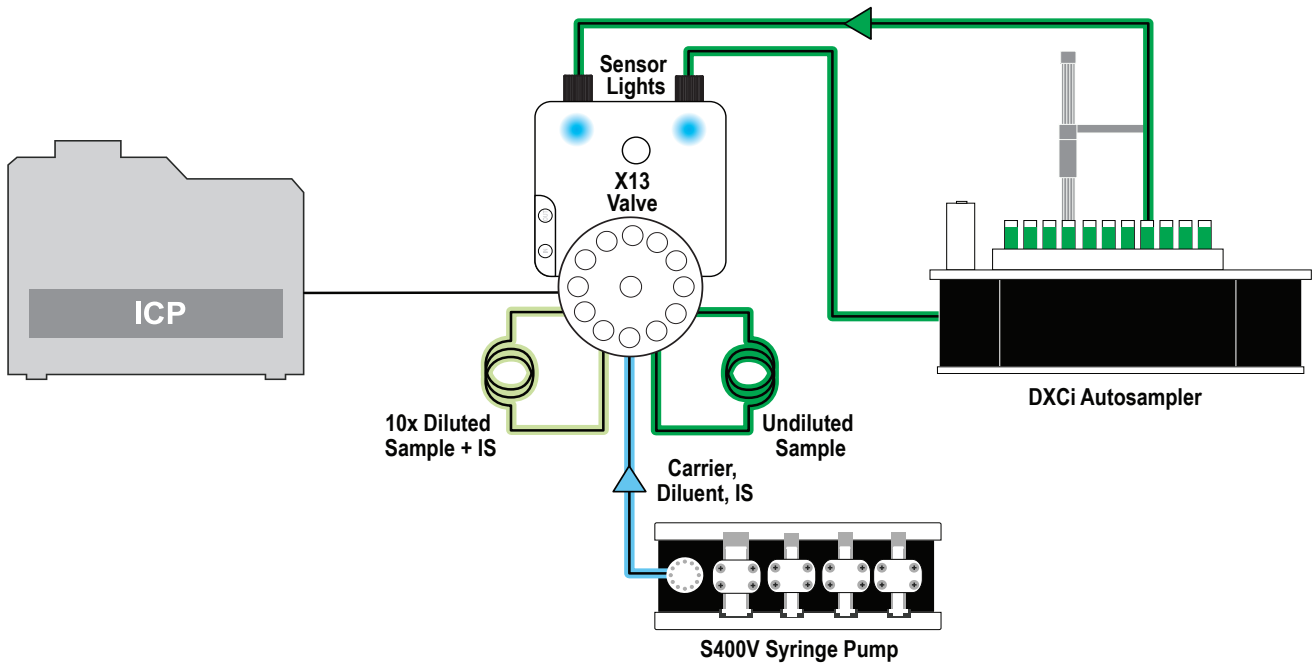 Sensor
Lights
X13
Valve
ICP
DXCi Autosampler
10x Diluted
Sample + IS
Undiluted
Sample
Carrier,
Diluent, IS
S400V Syringe Pump